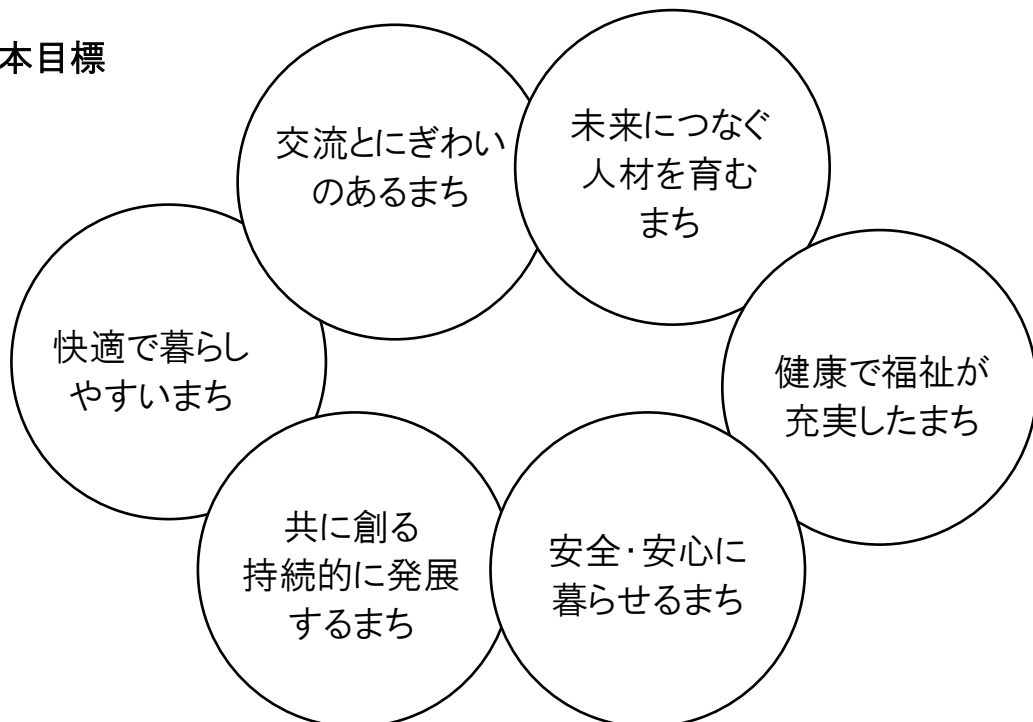 本目標
交流とにぎわい
のあるまち
未来につなぐ
人材を育む
まち
快適で暮らし
やすいまち
健康で福祉が
充実したまち
共に創る
持続的に発展
するまち
安全・安心に
暮らせるまち